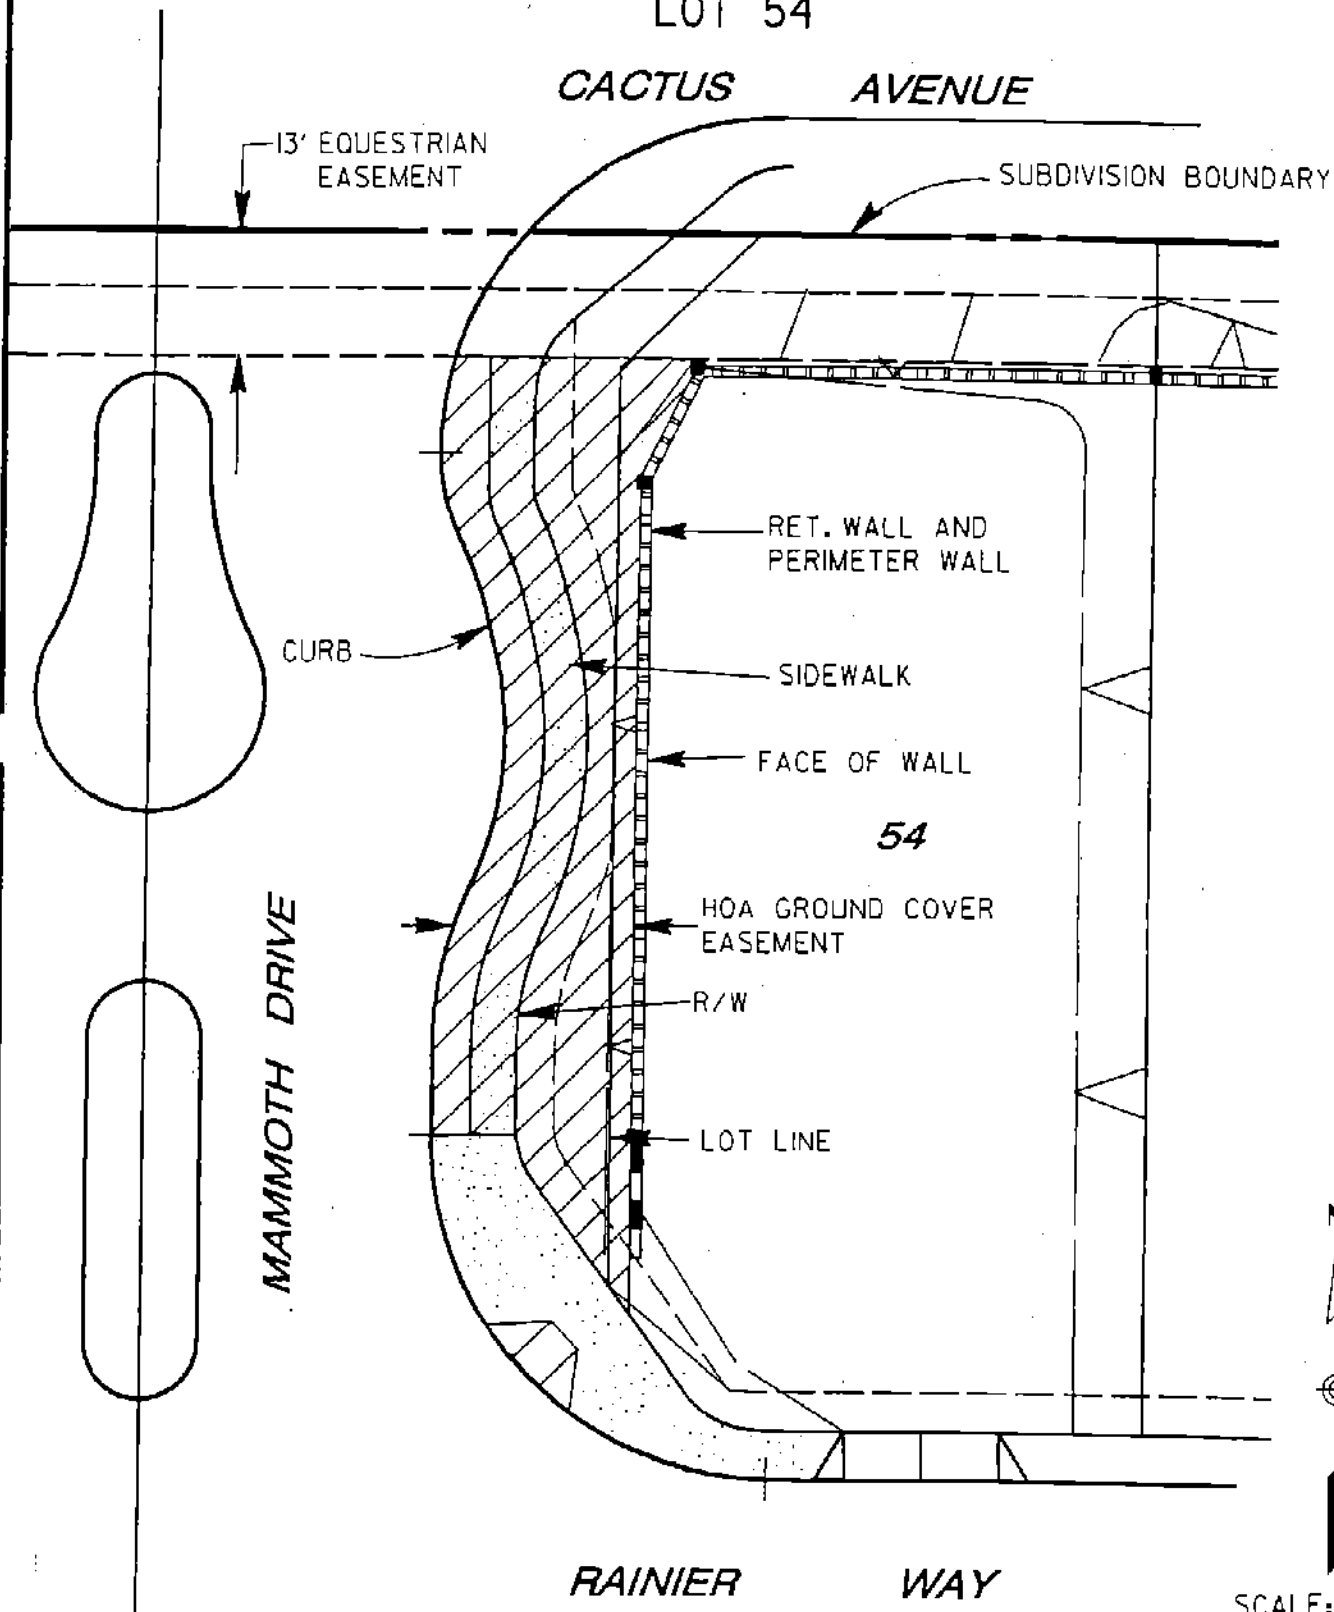 LOT 54
CACTUS AVENUE
13' EQUESTRIAN
EASEMENT
SUBDIVISION BOUNDARY
RET. WALL AND
PERIMETER WALL
CURB
SIDEWALK
FACE OF WALL
54
HOA GROUND COVER
EASEMENT
MAMMOTH DRIVE
R/W
LOT LINE
RAINIER WAY
SCALE: